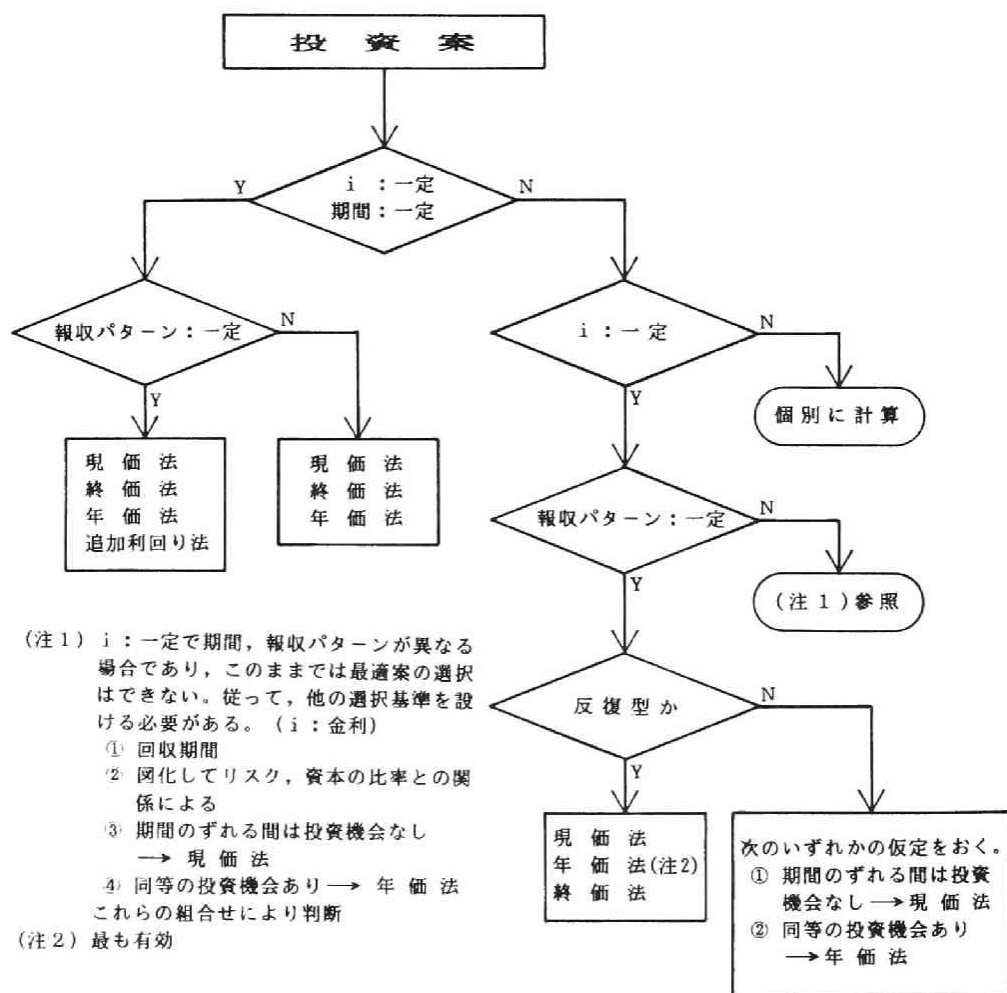 投資案
i : 一定
期間 : 一定
Y
N
報収パターン : 一定
N
Y
現価法
終価法
年価法
追加利回り法
現価法
終価法
年価法
i : 一定
N
Y
個別に計算
報収パターン : 一定
N
Y
(注1)参照
反復型か
N
Y
現価法
年価法(注2)
終価法
次のいずれかの仮定をおく。
① 期間のずれる間は投資
機会なし → 現価法
② 同等の投資機会あり
→ 年価法
(注1) i : 一定で期間, 報収パターンが異なる
場合であり, このままでは最適案の選択
はできない。従って, 他の選択基準を設
ける必要がある。 (i : 金利)
① 回収期間
② 図化してリスク, 資本の比率との関
係による
③ 期間のずれる間は投資機会なし
→ 現価法
④ 同等の投資機会あり → 年価法
これらの組合せにより判断
(注2) 最も有効